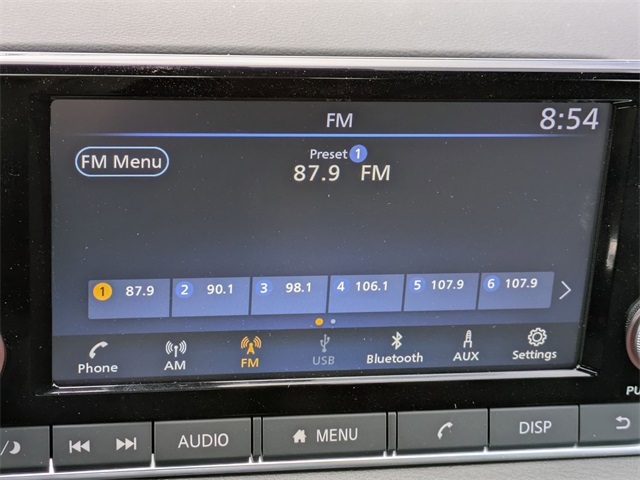 FM 8:54
FM Menu
Preset 1
87.9 FM
1 87.9 2 90.1 3 98.1 4 106.1 5 107.9 6 107.9
Phone AM FM USB Bluetooth AUX Settings
AUDIO MENU DISP
PU